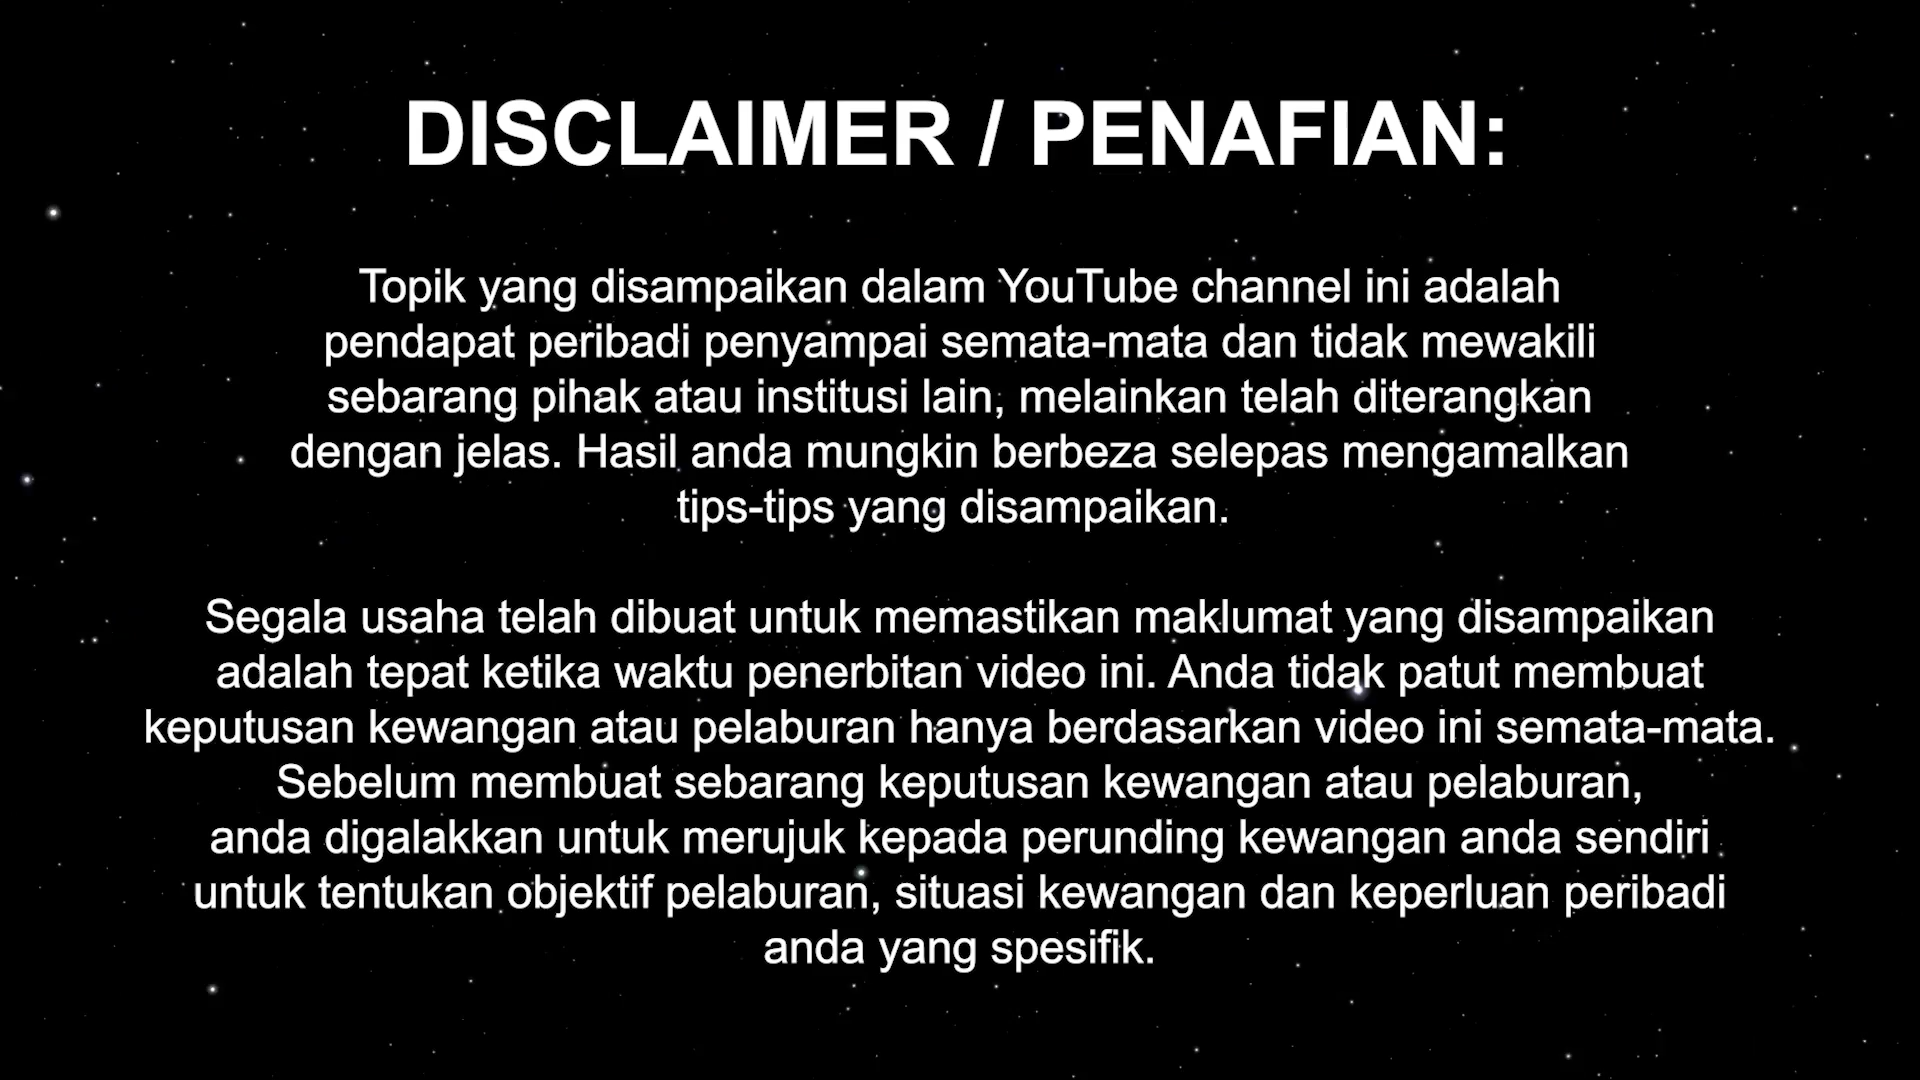 DISCLAIMER / PENAFIAN:
Topik yang disampaikan dalam YouTube channel ini adalah
pendapat peribadi penyampai semata-mata dan tidak mewakili
sebarang pihak atau institusi lain, melainkan telah diterangkan
dengan jelas. Hasil anda mungkin berbeza selepas mengamalkan
tips-tips yang disampaikan.
Segala usaha telah dibuat untuk memastikan maklumat yang disampaikan
adalah tepat ketika waktu penerbitan video ini. Anda tidak patut membuat
keputusan kewangan atau pelaburan hanya berdasarkan video ini semata-mata.
Sebelum membuat sebarang keputusan kewangan atau pelaburan,
anda digalakkan untuk merujuk kepada perunding kewangan anda sendiri
untuk tentukan objektif pelaburan, situasi kewangan dan keperluan peribadi
anda yang spesifik.